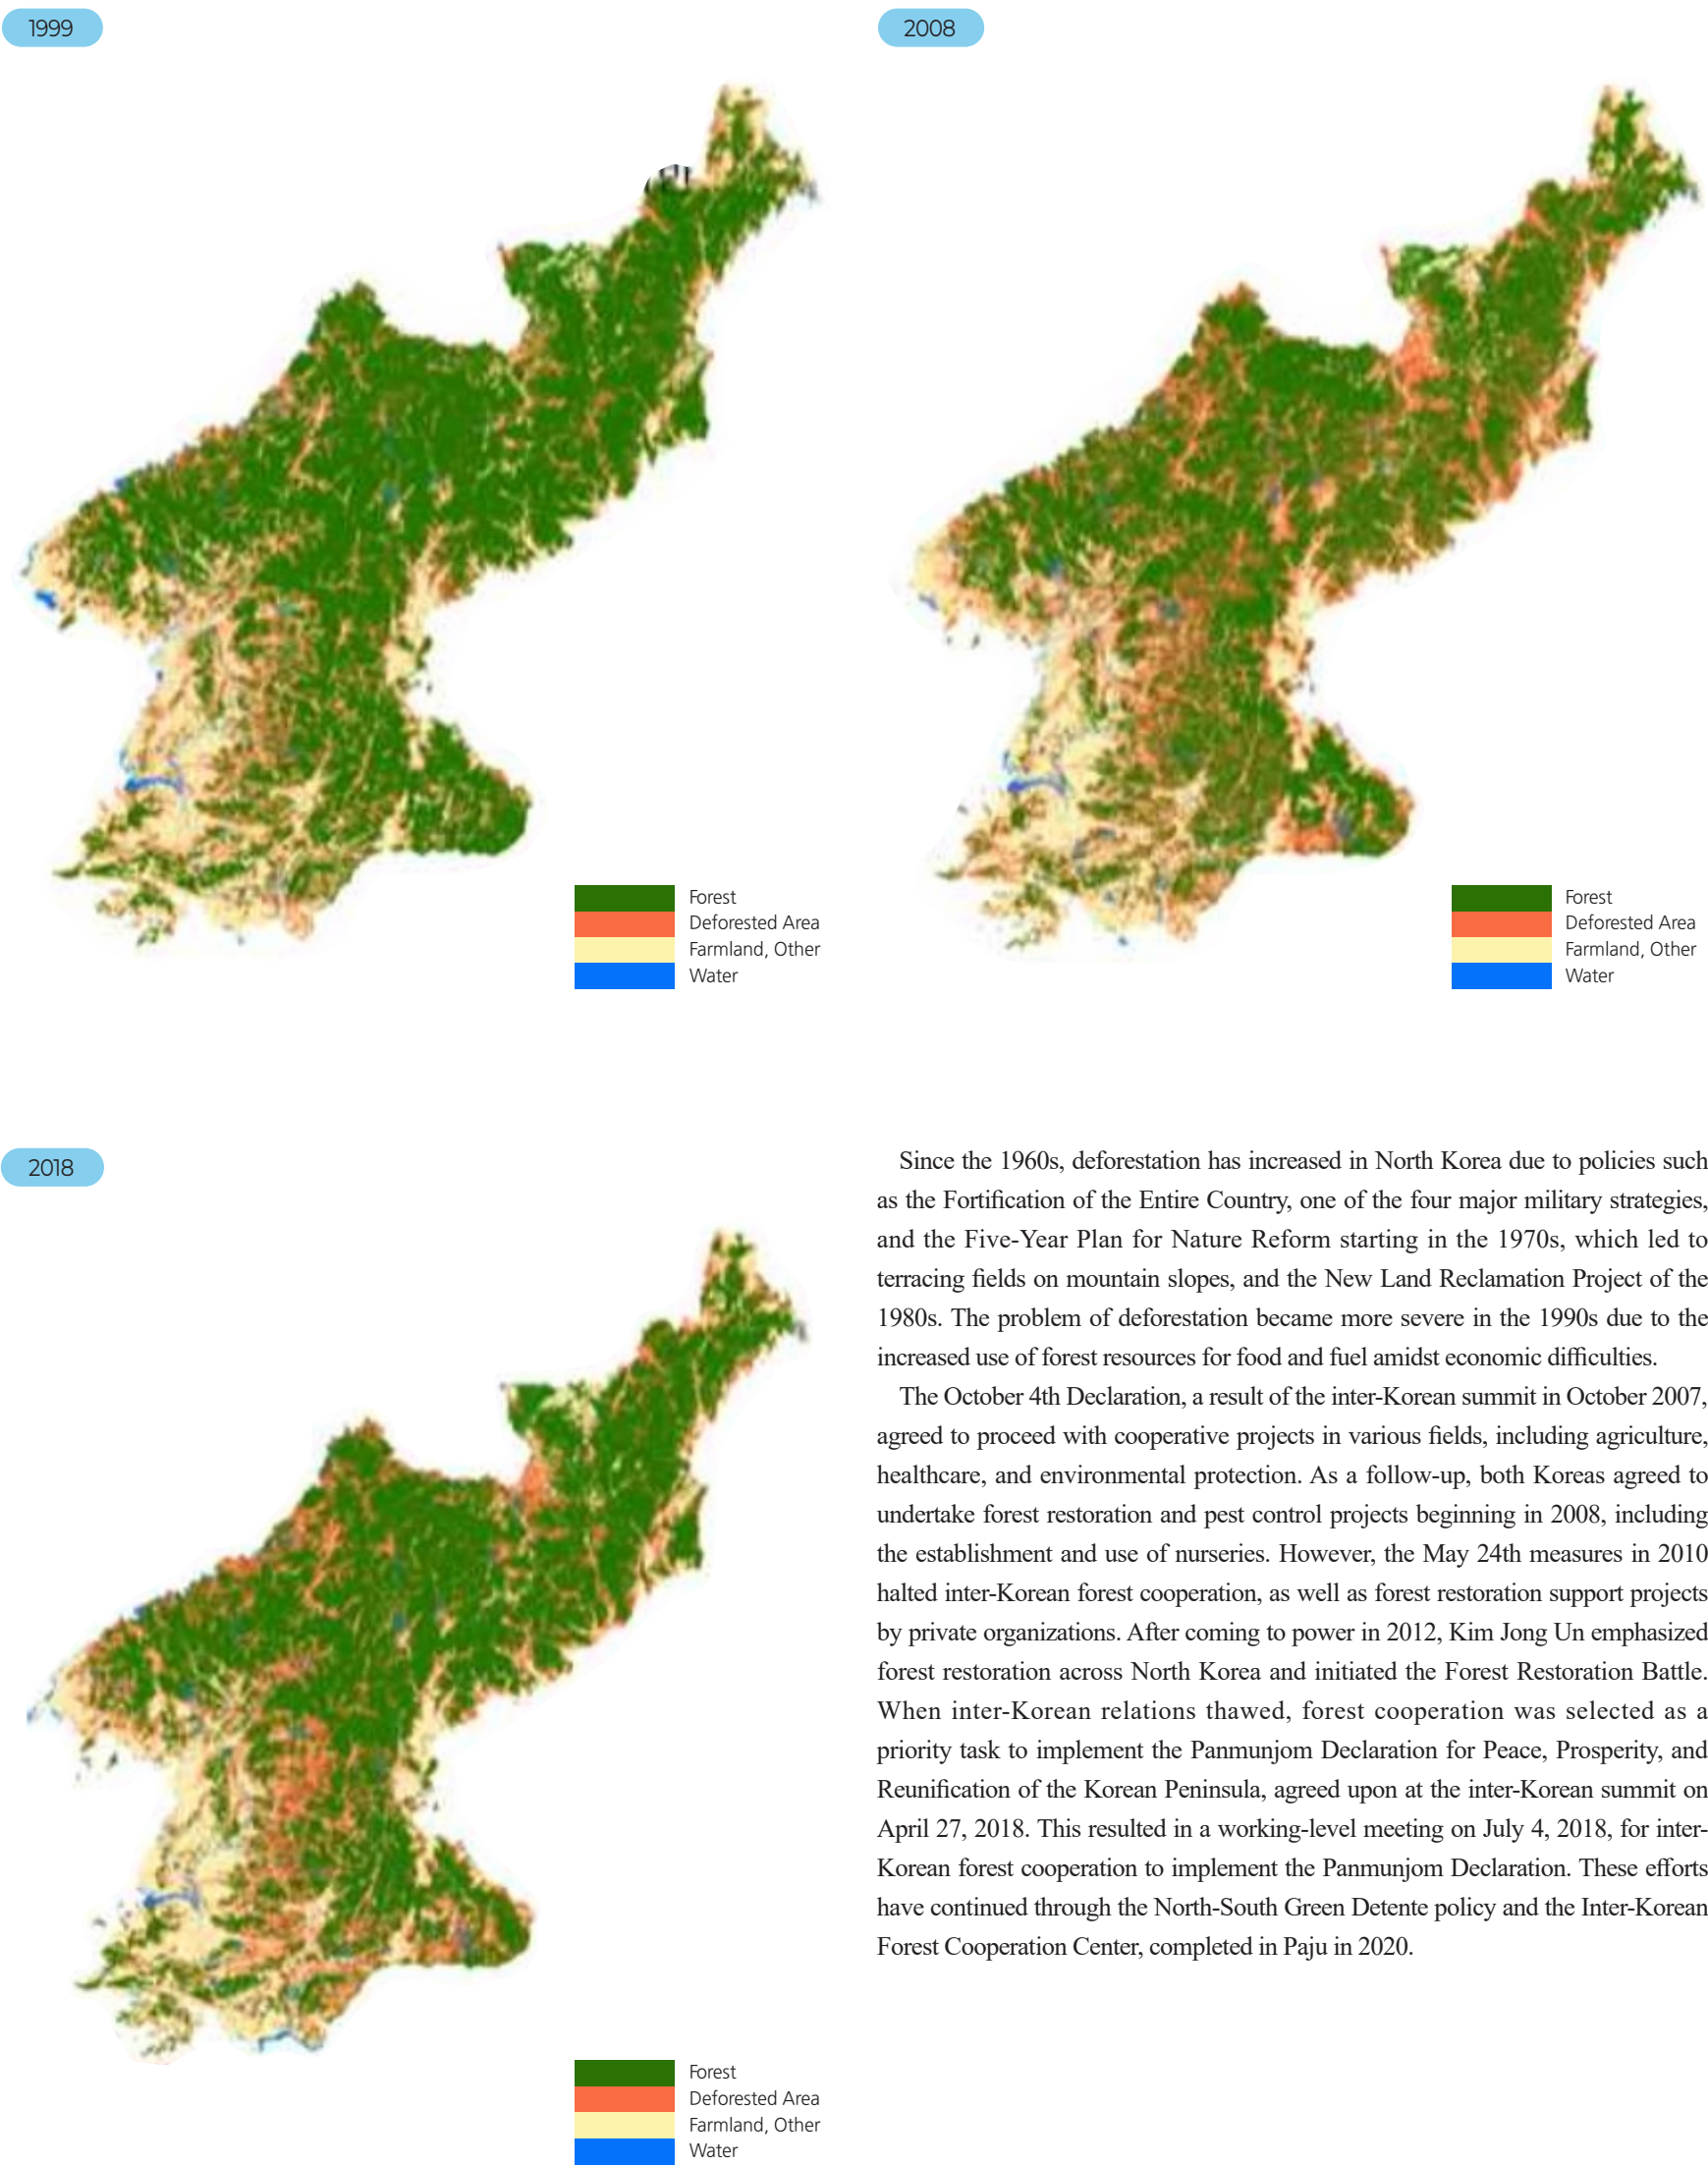 1999
2008
Forest
Deforested Area
Farmland, Other
Water
Forest
Deforested Area
Farmland, Other
Water
2018
Forest
Deforested Area
Farmland, Other
Water
Since the 1960s, deforestation has increased in North Korea due to policies such
as the Fortification of the Entire Country, one of the four major military strategies,
and the Five-Year Plan for Nature Reform starting in the 1970s, which led to
terracing fields on mountain slopes, and the New Land Reclamation Project of the
1980s. The problem of deforestation became more severe in the 1990s due to the
increased use of forest resources for food and fuel amidst economic difficulties.
The October 4th Declaration, a result of the inter-Korean summit in October 2007,
agreed to proceed with cooperative projects in various fields, including agriculture,
healthcare, and environmental protection. As a follow-up, both Koreas agreed to
undertake forest restoration and pest control projects beginning in 2008, including
the establishment and use of nurseries. However, the May 24th measures in 2010
halted inter-Korean forest cooperation, as well as forest restoration support projects
by private organizations. After coming to power in 2012, Kim Jong Un emphasized
forest restoration across North Korea and initiated the Forest Restoration Battle.
When inter-Korean relations thawed, forest cooperation was selected as a
priority task to implement the Panmunjom Declaration for Peace, Prosperity, and
Reunification of the Korean Peninsula, agreed upon at the inter-Korean summit on
April 27, 2018. This resulted in a working-level meeting on July 4, 2018, for inter-
Korean forest cooperation to implement the Panmunjom Declaration. These efforts
have continued through the North-South Green Detente policy and the Inter-Korean
Forest Cooperation Center, completed in Paju in 2020.